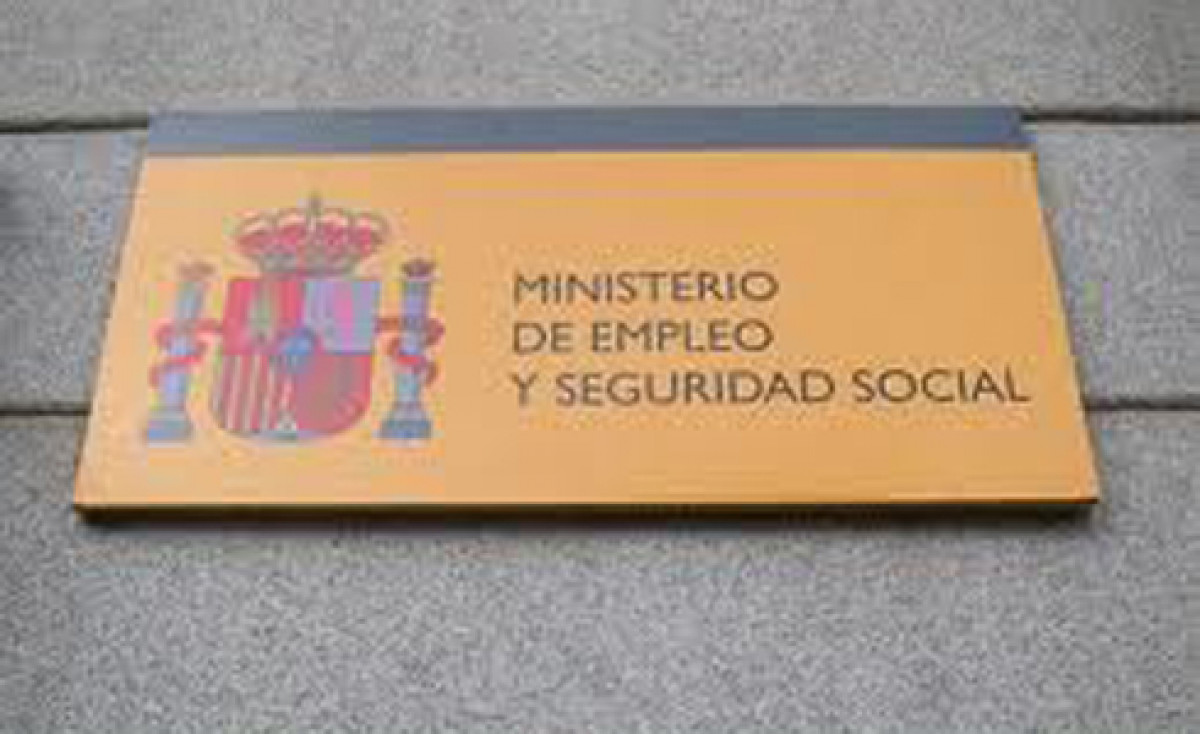 MINISTERIO
DE EMPLEO
Y SEGURIDAD SOCIAL